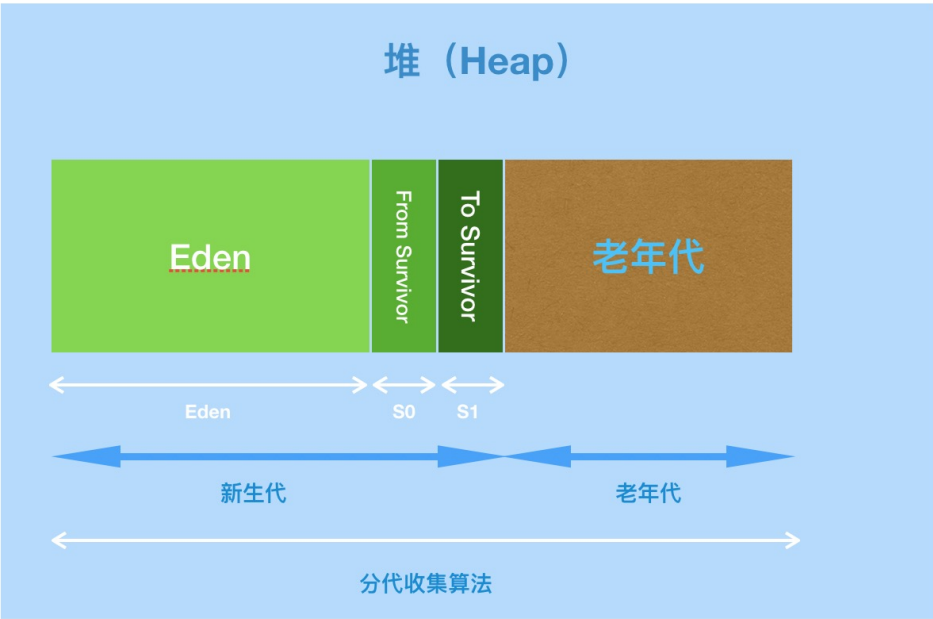 堆（Heap）
Eden
From Survivor
To Survivor
老年代
Eden
S0
S1
新生代
老年代
分代收集算法